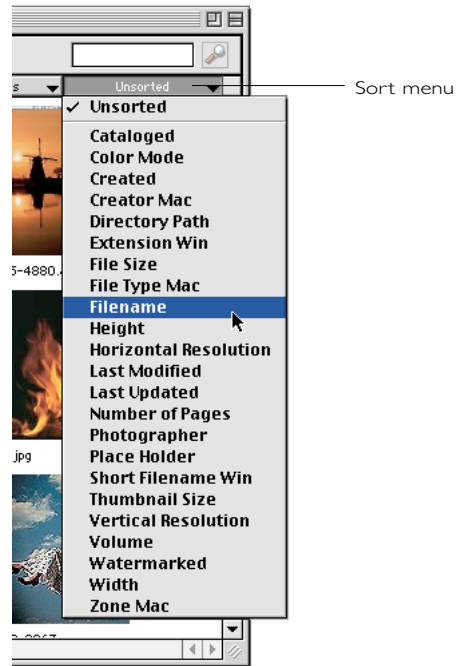 s
Unsorted
Sort menu
✓ Unsorted
Cataloged
Color Mode
Created
Creator Mac
Directory Path
Extension Win
File Size
File Type Mac
Filename
Height
Horizontal Resolution
Last Modified
Last Updated
Number of Pages
Photographer
Place Holder
Short Filename Win
Thumbnail Size
Vertical Resolution
Volume
Watermarked
Width
Zone Mac
-4880.
jpg